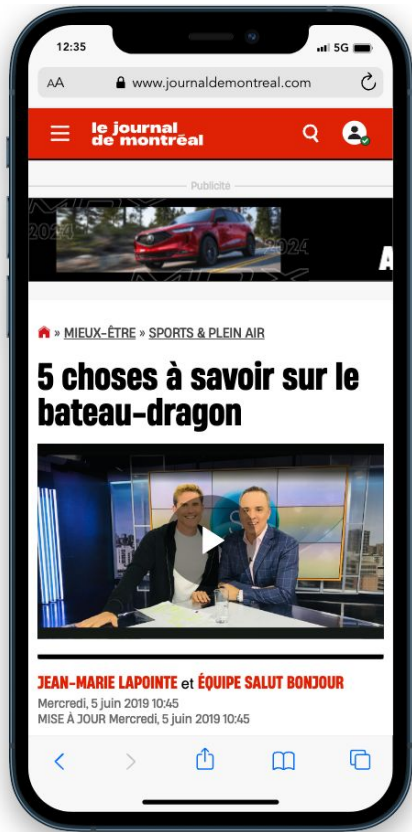 12:35
5G
AA www.journaldemontreal.com
le journal
de montréal
Publicité
2024
2024
A
» MIEUX-ÊTRE » SPORTS & PLEIN AIR
5 choses à savoir sur le
bateau-dragon
JEAN-MARIE LAPOINTE et ÉQUIPE SALUT BONJOUR
Mercredi, 5 juin 2019 10:45
MISE À JOUR Mercredi, 5 juin 2019 10:45